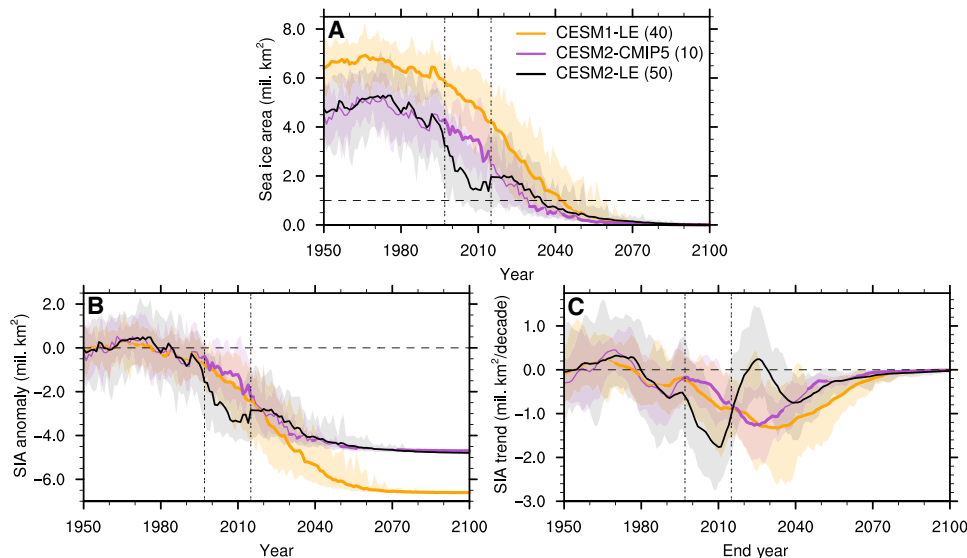 A
CESM1-LE (40)
CESM2-CMIP5 (10)
CESM2-LE (50)
Sea ice area (mil. km²)
8.0
6.0
4.0
2.0
0.0
1950 1980 2010 2040 2070 2100
Year
B
SIA anomaly (mil. km²)
2.0
0.0
−2.0
−4.0
−6.0
1950 1980 2010 2040 2070 2100
Year
C
SIA trend (mil. km²/decade)
1.0
0.0
−1.0
−2.0
−3.0
1950 1980 2010 2040 2070 2100
End year